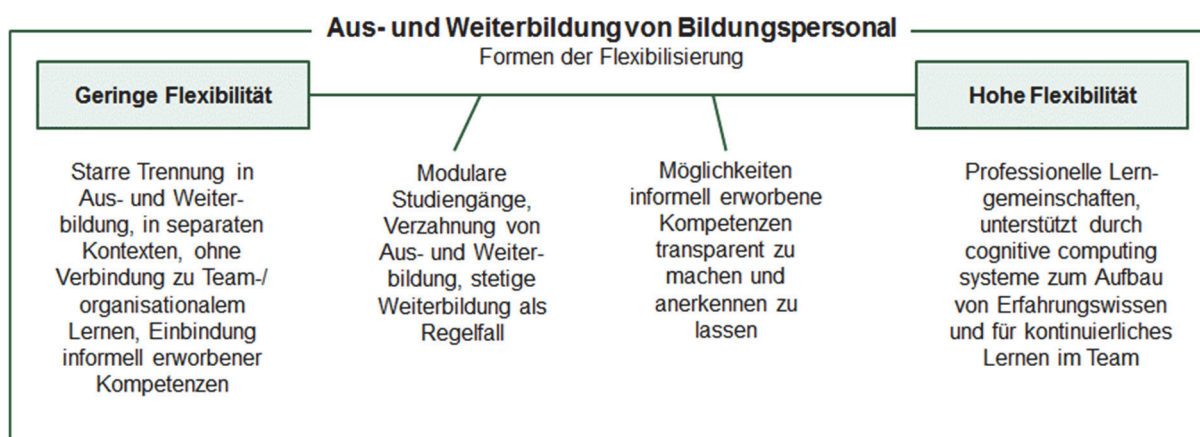 Aus- und Weiterbildung von Bildungspersonal
Formen der Flexibilisierung
Geringe Flexibilität
Hohe Flexibilität
Starre Trennung in
Aus- und Weiter-
bildung, in separaten
Kontexten, ohne
Verbindung zu Team-/
organisationalem
Lernen, Einbindung
informell erworbener
Kompetenzen
Modulare
Studiengänge,
Verzahnung von
Aus- und Weiter-
bildung, stetige
Weiterbildung als
Regelfall
Möglichkeiten
informell erworbene
Kompetenzen
transparent zu
machen und
anerkennen zu
lassen
Professionelle Lern-
gemeinschaften,
unterstützt durch
cognitive computing
systeme zum Aufbau
von Erfahrungswissen
und für kontinuierliches
Lernen im Team